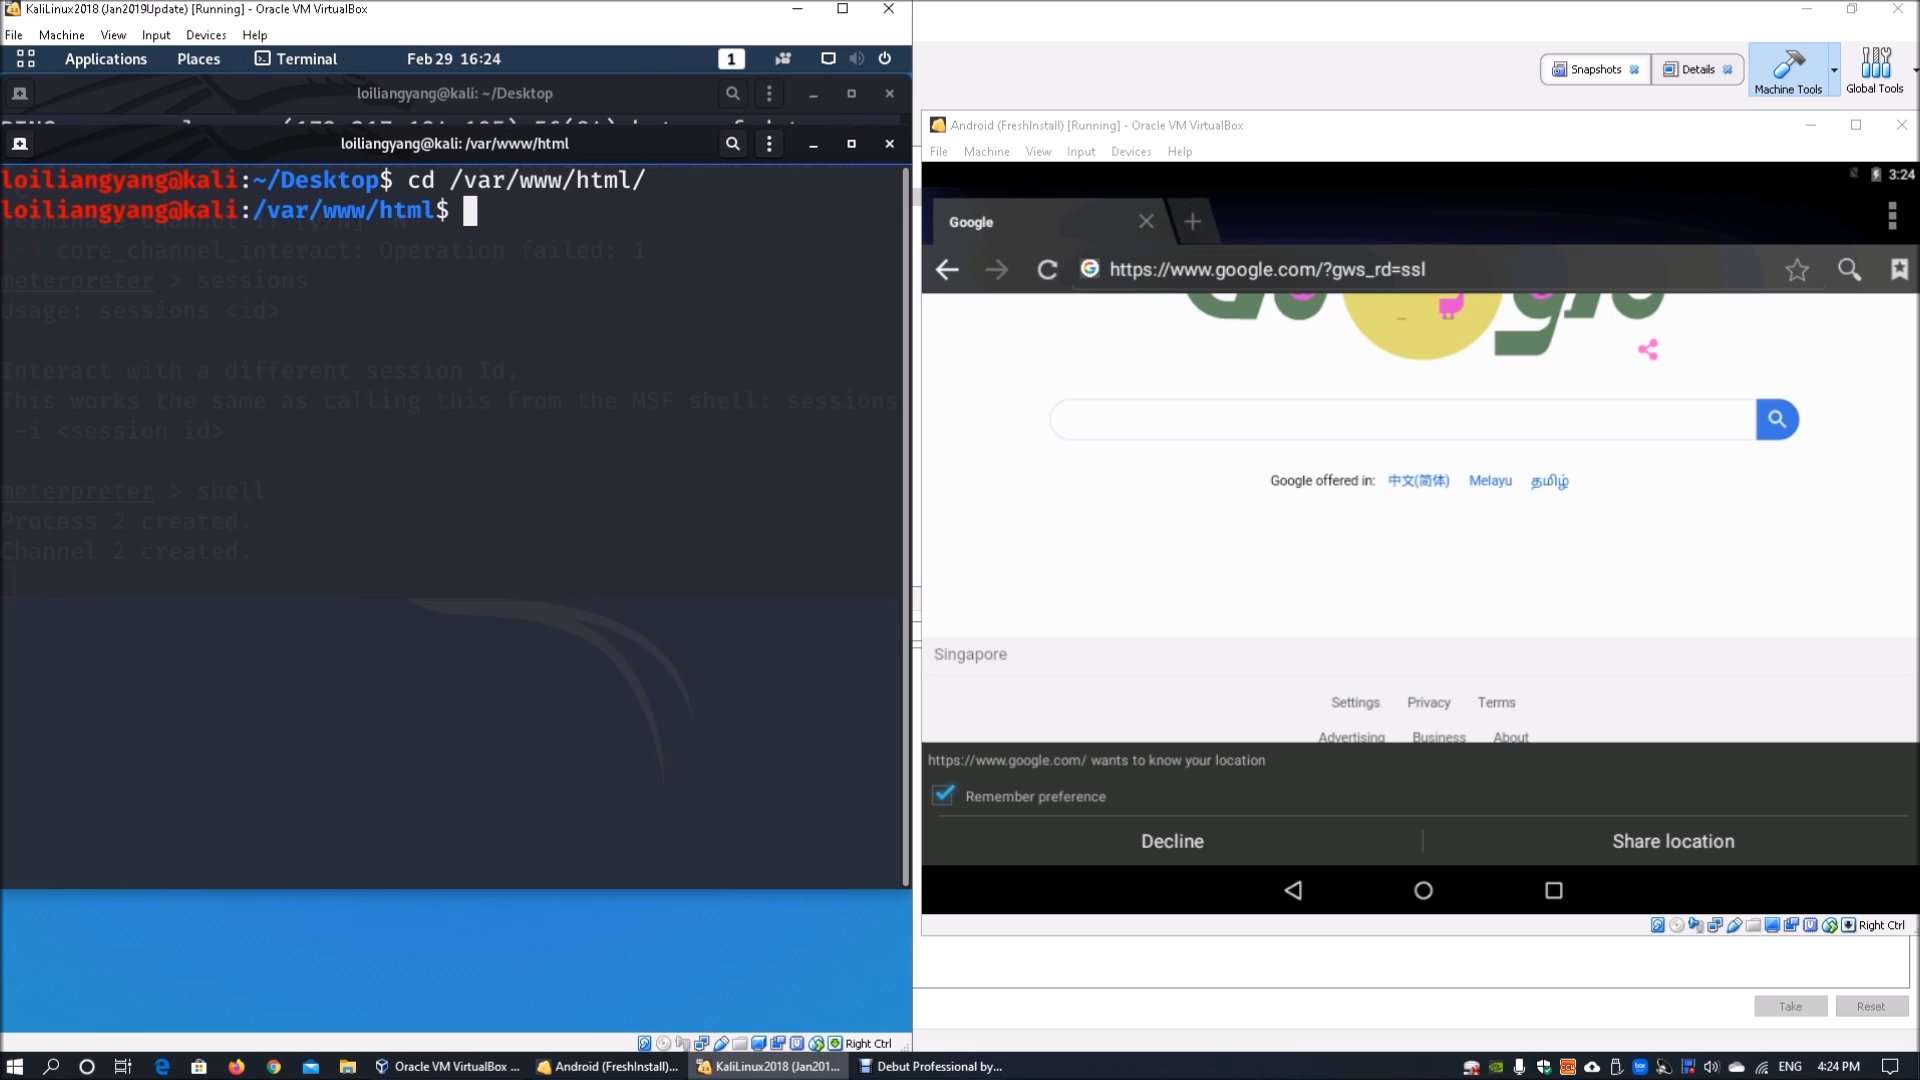 KaliLinux2018 (Jan2019Update) [Running] - Oracle VM VirtualBox
File Machine View Input Devices Help
Applications Places Terminal Feb 29 16:24 1
loiliangyang@kali: ~/Desktop
loiliangyang@kali: /var/www/html
loiliangyang@kali:~/Desktop$ cd /var/www/html/
loiliangyang@kali:/var/www/html$
Terminate channel 1? [y/N] N
core_channel_interact: Operation failed: 1
meterpreter > sessions
Usage: sessions <id>
Interact with a different session Id.
This works the same as calling this from the MSF shell: sessions
-i <session id>
meterpreter > shell
Process 2 created.
Channel 2 created.
Right Ctrl
Snapshots Details
Machine Tools Global Tools
Android (FreshInstall) [Running] - Oracle VM VirtualBox
File Machine View Input Devices Help
3:24
Google
https://www.google.com/?gws_rd=ssl
Google offered in: 中文(简体) Melayu தமிழ்
Singapore
Settings Privacy Terms
Advertising Business About
https://www.google.com/ wants to know your location
Remember preference
Decline Share location
Right Ctrl
Take Reset
Oracle VM VirtualBox ... Android (FreshInstall)... KaliLinux2018 (Jan201... Debut Professional by... ENG 4:24 PM